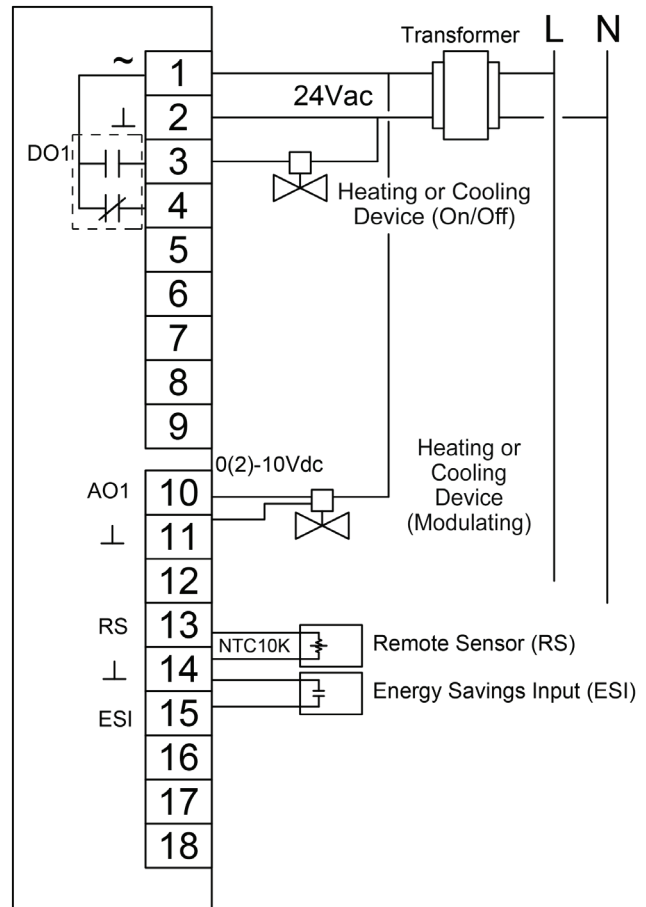 L N
Transformer
~
1
24Vac
⊥
2
DO1
3
Heating or Cooling
Device (On/Off)
4
5
6
7
8
9
0(2)-10Vdc
Heating or
Cooling
Device
(Modulating)
AO1
10
⊥
11
12
RS
13
NTC10K
Remote Sensor (RS)
⊥
14
Energy Savings Input (ESI)
ESI
15
16
17
18